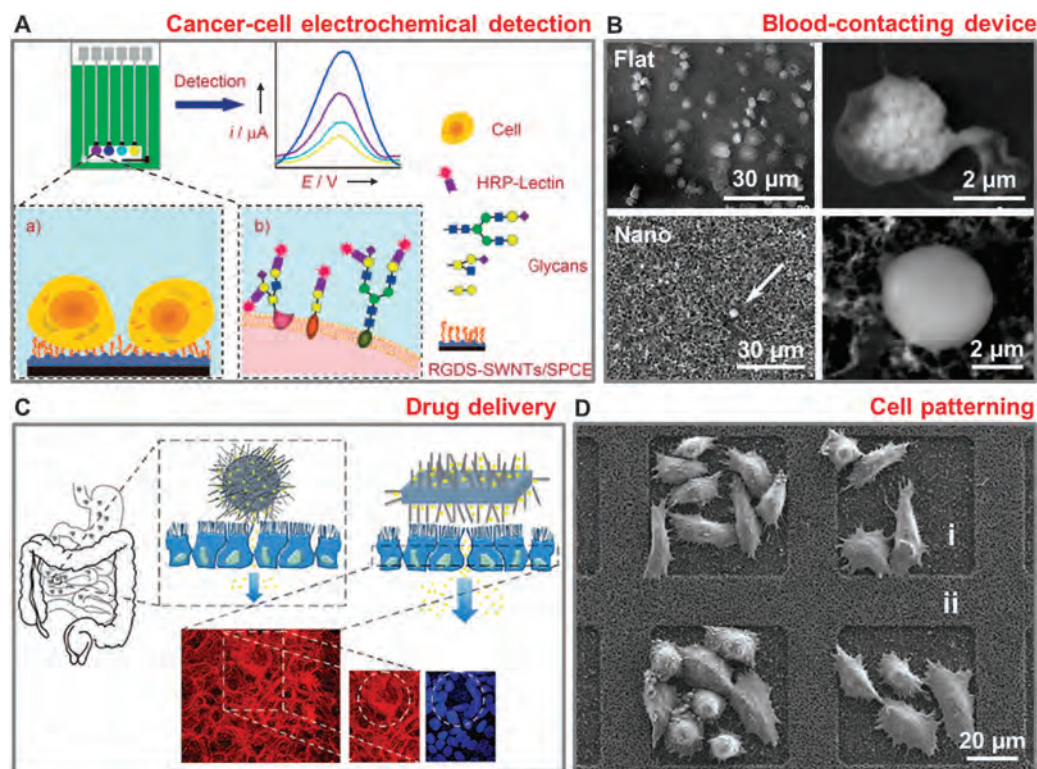 A
Cancer-cell electrochemical detection
Detection
i / μA
E / V
Cell
HRP-Lectin
Glycans
RGDS-SWNTs/SPCE
a)
b)
B
Blood-contacting device
Flat
30 μm
2 μm
Nano
30 μm
2 μm
C
Drug delivery
D
Cell patterning
i
ii
20 μm